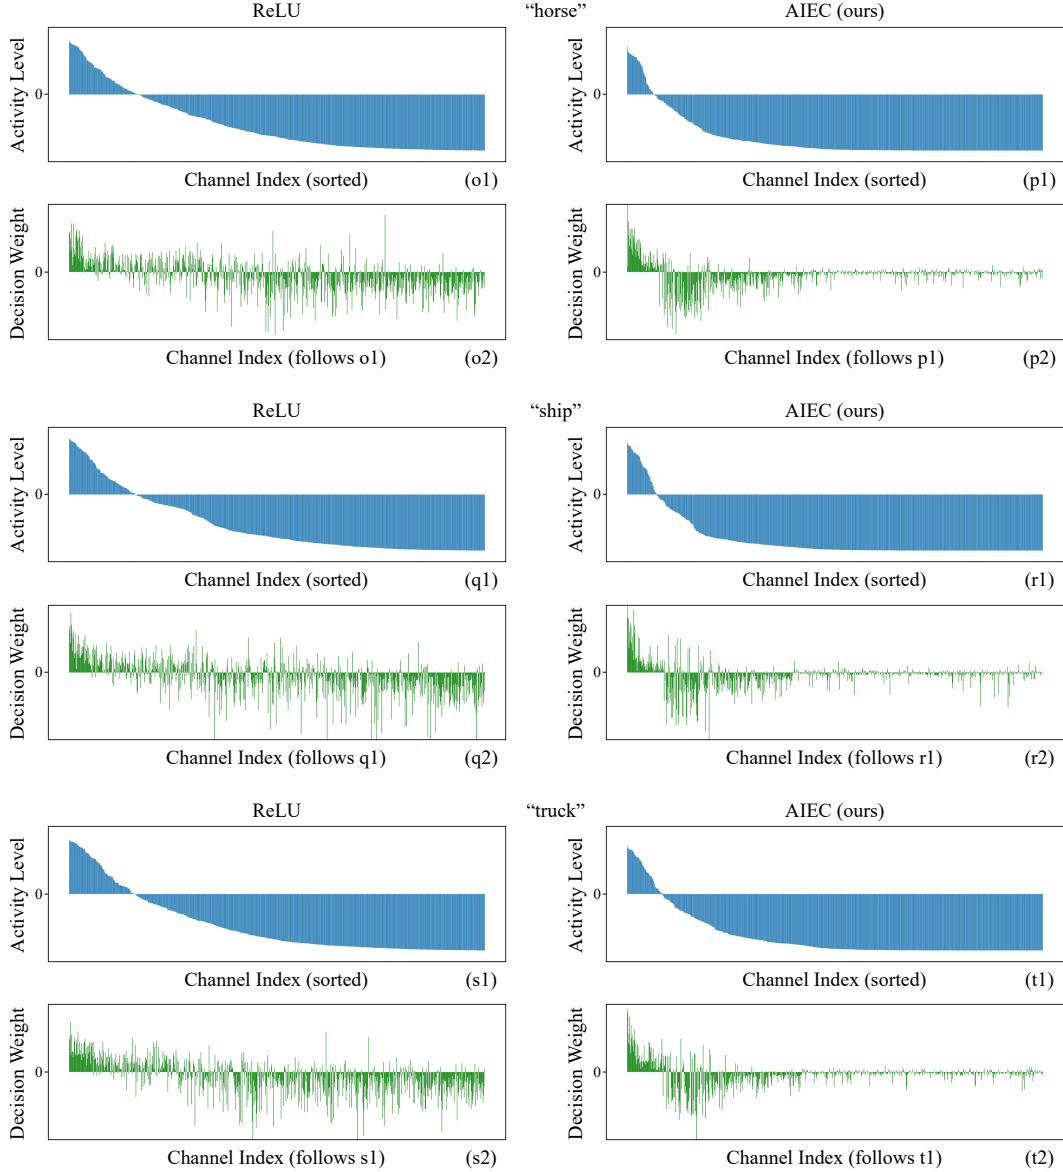 ReLU “horse” AIEC (ours)
Activity Level 0 Activity Level 0
Channel Index (sorted) (o1) Channel Index (sorted) (p1)
Decision Weight 0 Decision Weight 0
Channel Index (follows o1) (o2) Channel Index (follows p1) (p2)
ReLU “ship” AIEC (ours)
Activity Level 0 Activity Level 0
Channel Index (sorted) (q1) Channel Index (sorted) (r1)
Decision Weight 0 Decision Weight 0
Channel Index (follows q1) (q2) Channel Index (follows r1) (r2)
ReLU “truck” AIEC (ours)
Activity Level 0 Activity Level 0
Channel Index (sorted) (s1) Channel Index (sorted) (t1)
Decision Weight 0 Decision Weight 0
Channel Index (follows s1) (s2) Channel Index (follows t1) (t2)